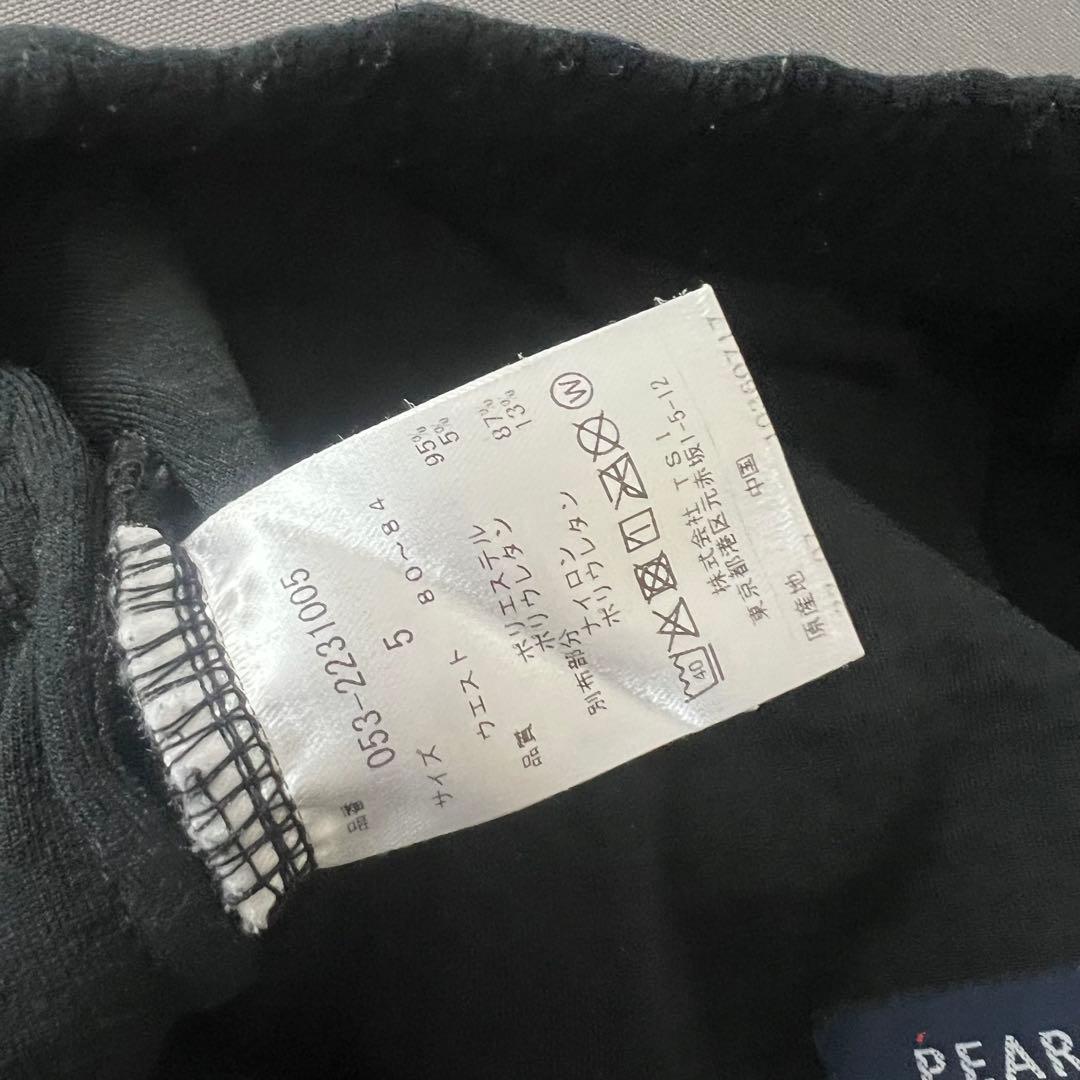 品番 053-2231005
サイズ 5
ウエスト 80~84
品質 ポリエステル 95%
ポリウレタン 5%
別布部分 ナイロン 87%
ポリウレタン 13%
40
W
株式会社 TSI
東京都港区元赤坂1-5-12
原産地 中国
PEAR